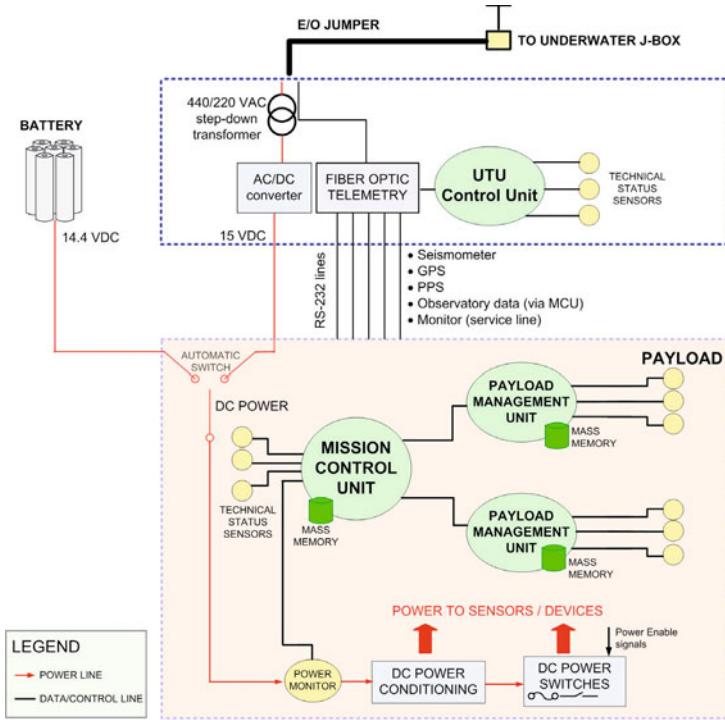 E/O JUMPER
TO UNDERWATER J-BOX
440/220 VAC
step-down
transformer
BATTERY
AC/DC
converter
FIBER OPTIC
TELEMETRY
UTU
Control Unit
TECHNICAL
STATUS
SENSORS
14.4 VDC
15 VDC
RS-232 lines
• Seismometer
• GPS
• PPS
• Observatory data (via MCU)
• Monitor (service line)
AUTOMATIC
SWITCH
PAYLOAD
DC POWER
PAYLOAD
MANAGEMENT
UNIT
MASS
MEMORY
MISSION
CONTROL
UNIT
MASS
MEMORY
TECHNICAL
STATUS
SENSORS
PAYLOAD
MANAGEMENT
UNIT
MASS
MEMORY
POWER TO SENSORS / DEVICES
Power Enable
signals
LEGEND
POWER LINE
DATA/CONTROL LINE
POWER
MONITOR
DC POWER
CONDITIONING
DC POWER
SWITCHES